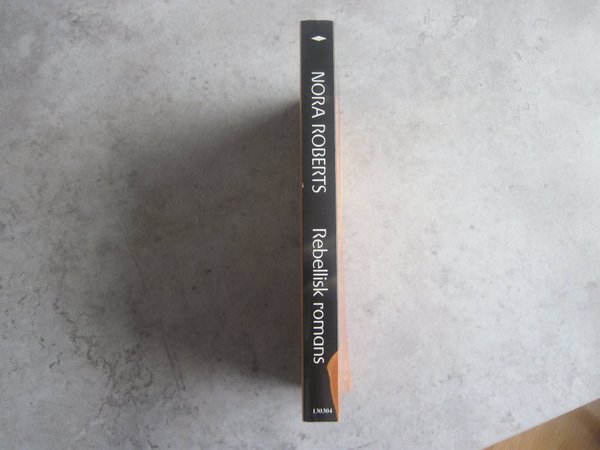 NORA ROBERTS
Rebellisk romans
130304